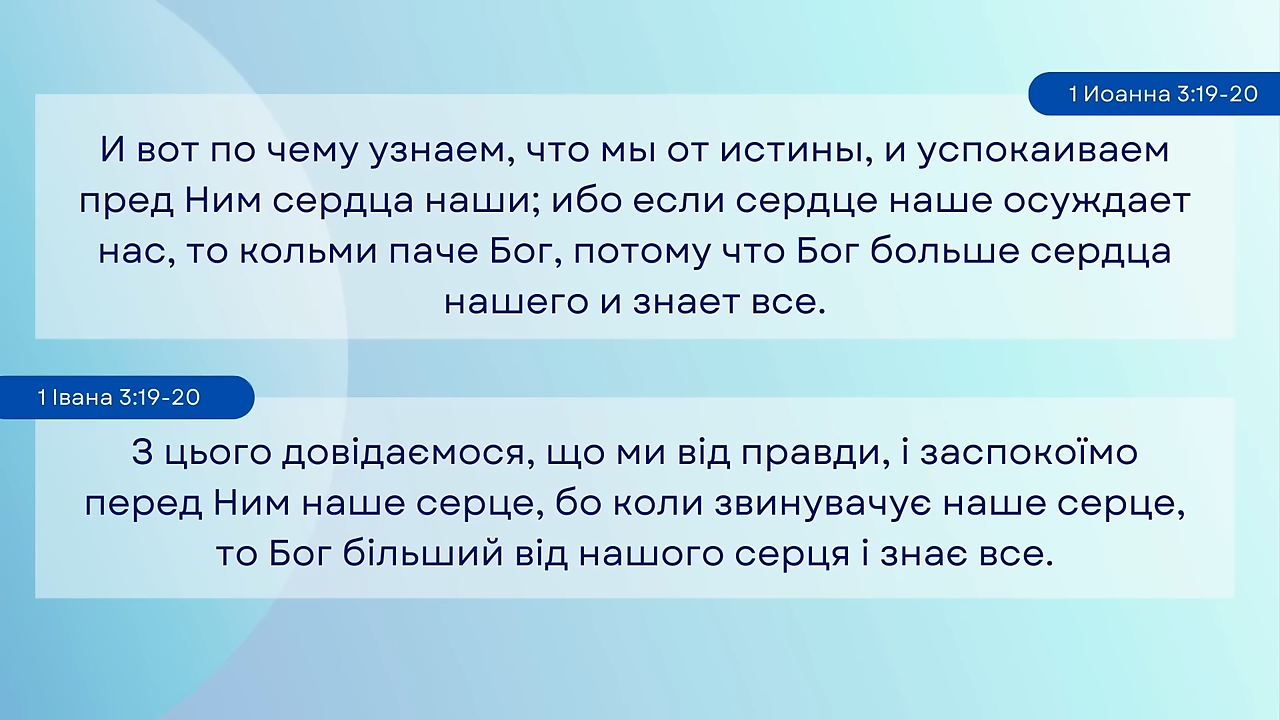 1 Иоанна 3:19-20
И вот по чему узнаем, что мы от истины, и успокаиваем
пред Ним сердца наши; ибо если сердце наше осуждает
нас, то кольми паче Бог, потому что Бог больше сердца
нашего и знает все.
1 Івана 3:19-20
З цього довідаємося, що ми від правди, і заспокоїмо
перед Ним наше серце, бо коли звинувачує наше серце,
то Бог більший від нашого серця і знає все.